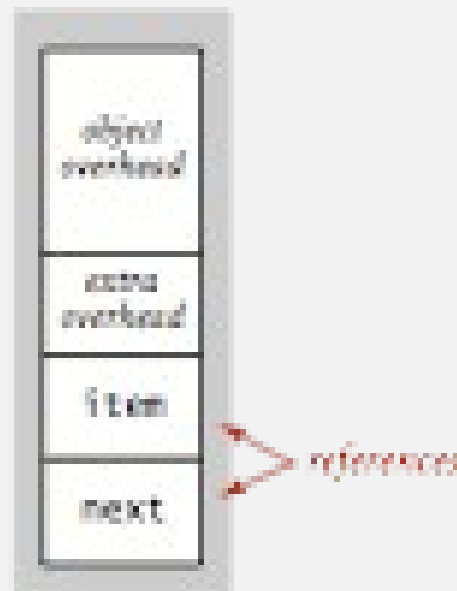 object
overhead
extra
overhead
item
next
references